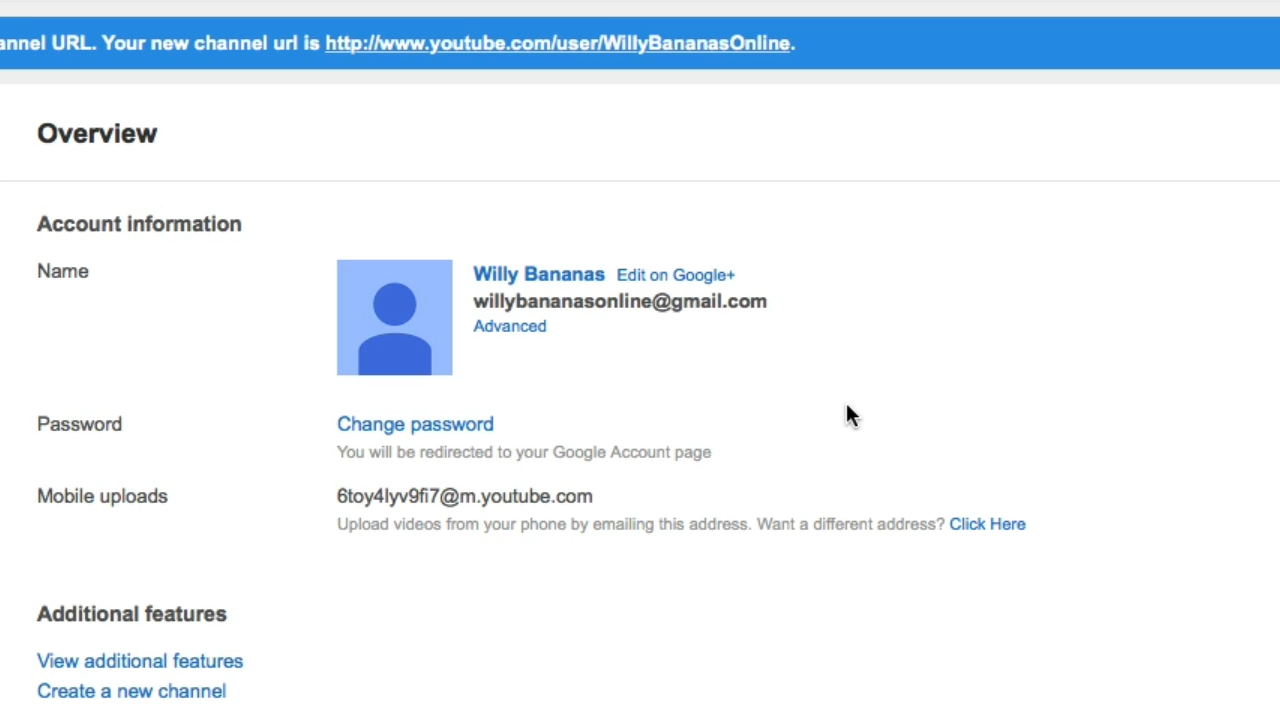 annel URL. Your new channel url is http://www.youtube.com/user/WillyBananasOnline.
Overview
Account information
Name
Willy Bananas Edit on Google+
willybananasonline@gmail.com
Advanced
Password
Change password
You will be redirected to your Google Account page
Mobile uploads
6toy4lyv9fi7@m.youtube.com
Upload videos from your phone by emailing this address. Want a different address? Click Here
Additional features
View additional features
Create a new channel